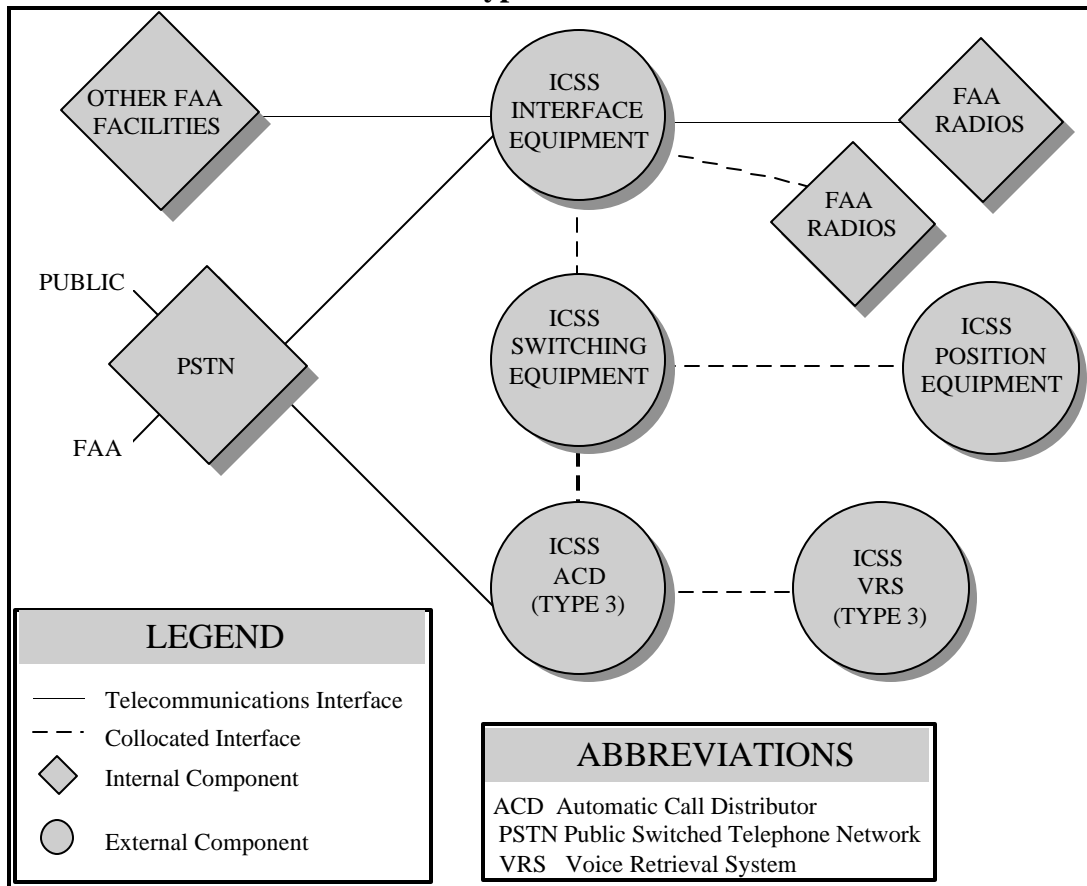 OTHER FAA
FACILITIES
ICSS
INTERFACE
EQUIPMENT
FAA
RADIOS
FAA
RADIOS
PUBLIC
PSTN
FAA
ICSS
SWITCHING
EQUIPMENT
ICSS
POSITION
EQUIPMENT
ICSS
ACD
(TYPE 3)
ICSS
VRS
(TYPE 3)
LEGEND
Telecommunications Interface
Collocated Interface
Internal Component
External Component
ABBREVIATIONS
ACD Automatic Call Distributor
PSTN Public Switched Telephone Network
VRS Voice Retrieval System